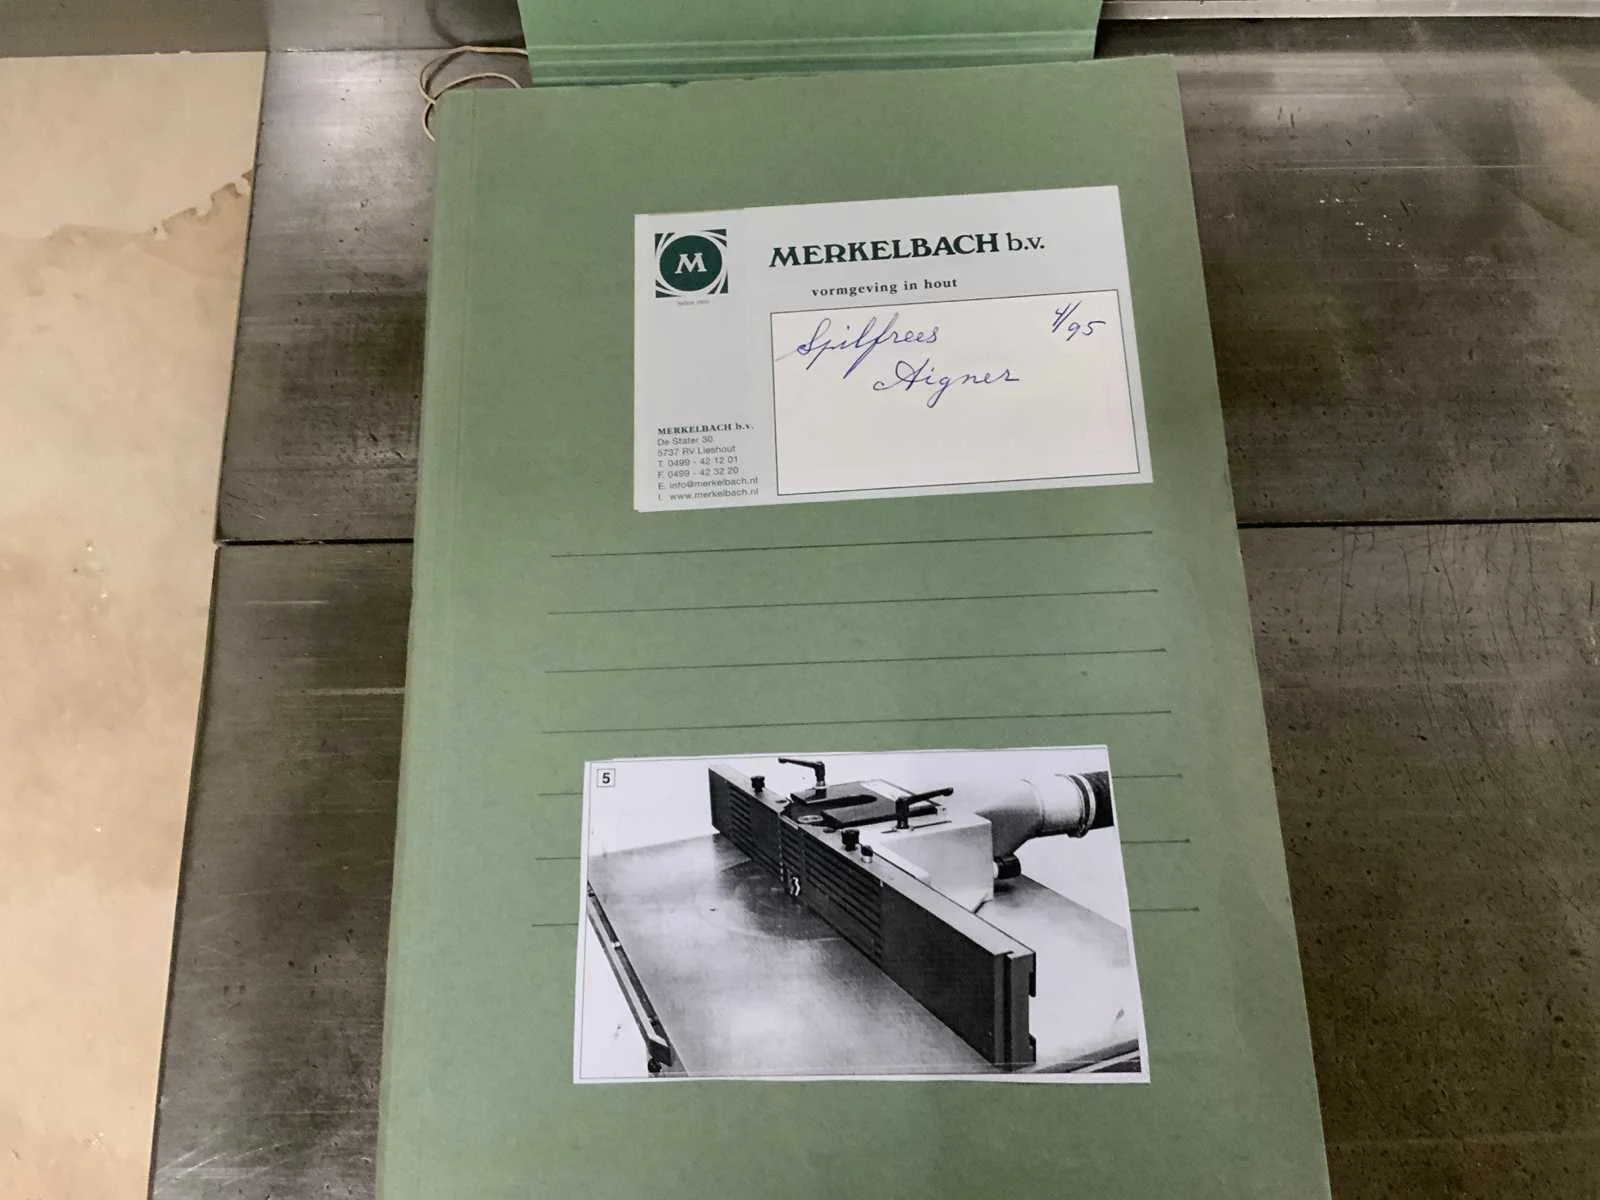 M
MERKELBACH b.v.
vormgeving in hout
Spilfrees 4/95
Aigner
MERKELBACH b.v.
De Stater 30
5737 RV Lieshout
T. 0499 - 42 12 01
F. 0499 - 42 32 20
E. info@merkelbach.nl
I. www.merkelbach.nl
5